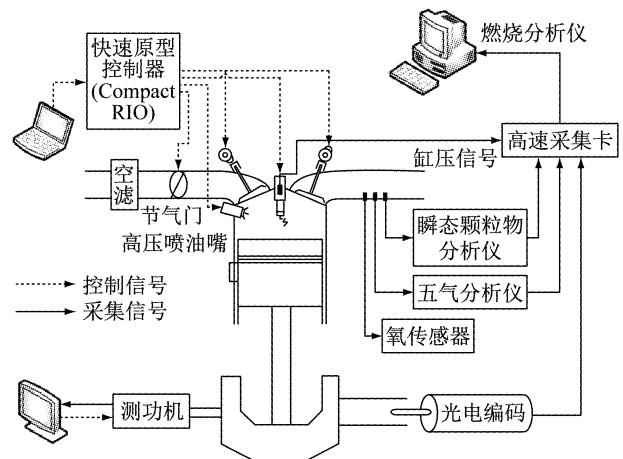 快速原型
控制器
(Compact
RIO)
燃烧分析仪
高速采集卡
缸压信号
空
滤
节气门
高压喷油嘴
瞬态颗粒物
分析仪
五气分析仪
氧传感器
控制信号
采集信号
测功机
光电编码